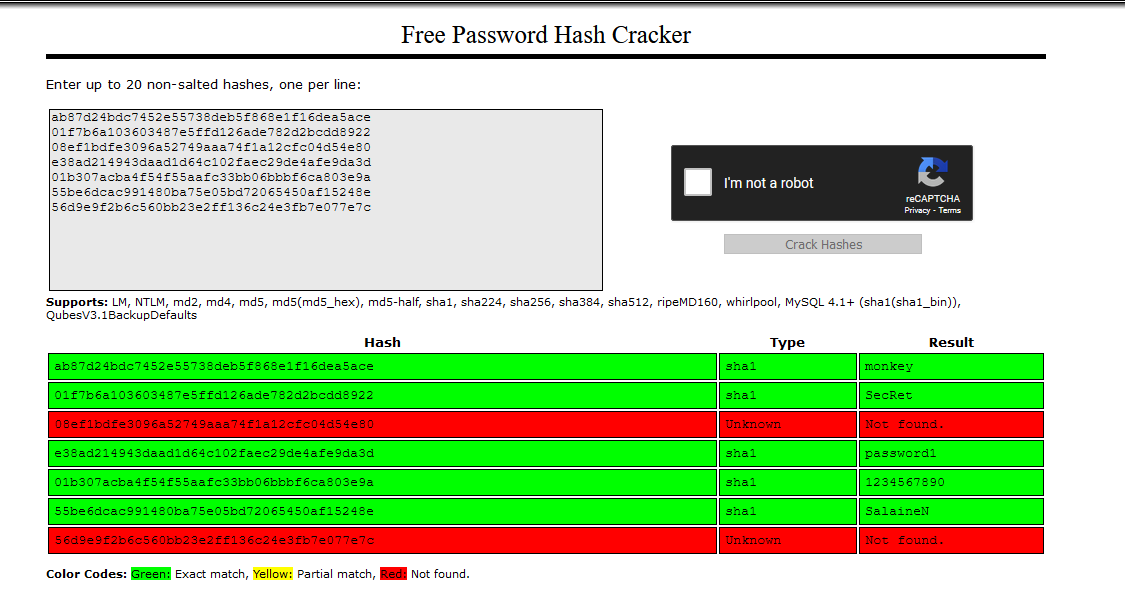 Free Password Hash Cracker
Enter up to 20 non-salted hashes, one per line:
ab87d24bdc7452e55738deb5f868e1f16dea5ace
01f7b6a103603487e5ffd126ade782d2bcdd8922
08ef1bdfe3096a52749aaa74f1a12cfc04d54e80
e38ad214943daad1d64c102faec29de4afe9da3d
01b307acba4f54f55aafc33bb06bbbf6ca803e9a
55be6dcac991480ba75e05bd72065450af15248e
56d9e9f2b6c560bb23e2ff136c24e3fb7e077e7c
I'm not a robot
reCAPTCHA
Privacy - Terms
Crack Hashes
Supports: LM, NTLM, md2, md4, md5, md5(md5_hex), md5-half, sha1, sha224, sha256, sha384, sha512, ripeMD160, whirlpool, MySQL 4.1+ (sha1(sha1_bin)),
QubesV3.1BackupDefaults
Hash Type Result
ab87d24bdc7452e55738deb5f868e1f16dea5ace sha1 monkey
01f7b6a103603487e5ffd126ade782d2bcdd8922 sha1 SecRet
08ef1bdfe3096a52749aaa74f1a12cfc04d54e80 Unknown Not found.
e38ad214943daad1d64c102faec29de4afe9da3d sha1 password1
01b307acba4f54f55aafc33bb06bbbf6ca803e9a sha1 1234567890
55be6dcac991480ba75e05bd72065450af15248e sha1 SalaineN
56d9e9f2b6c560bb23e2ff136c24e3fb7e077e7c Unknown Not found.
Color Codes: Green: Exact match, Yellow: Partial match, Red: Not found.